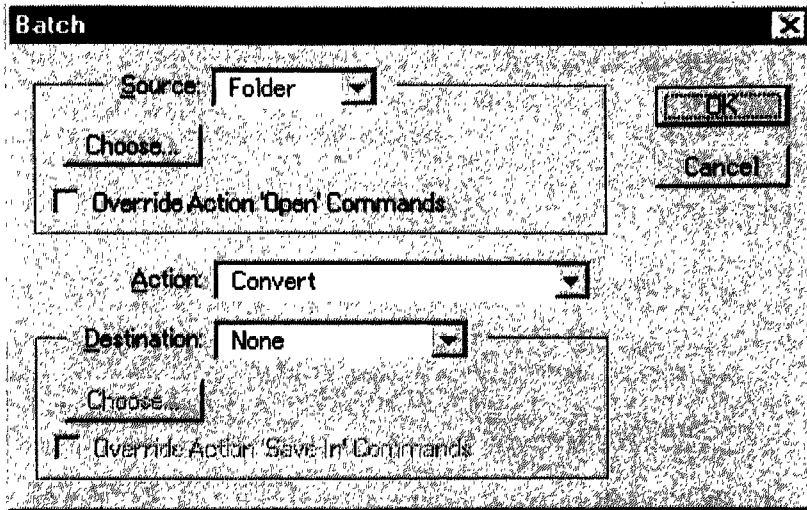 Batch
Source: Folder
Choose...
Override Action 'Open' Commands
OK
Cancel
Action: Convert
Destination: None
Choose...
Override Action 'Save In' Commands